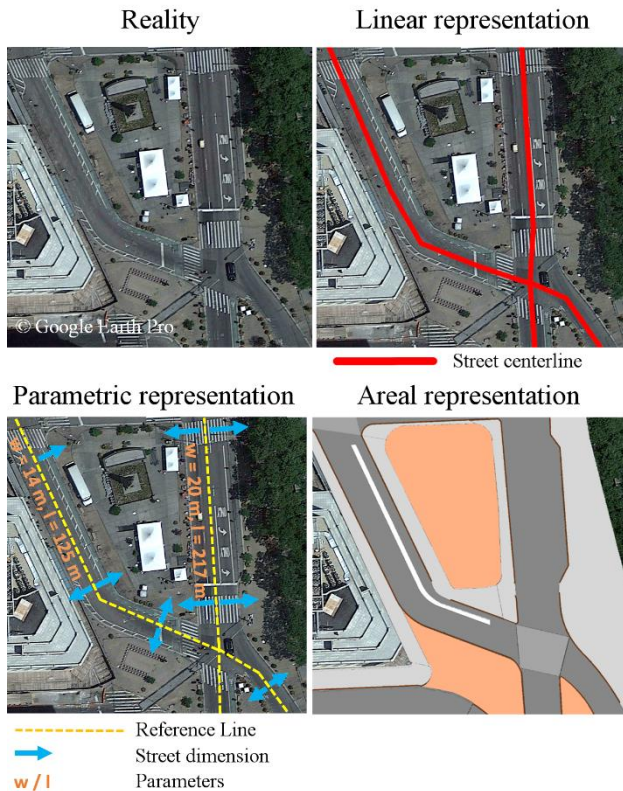 Reality
Linear representation
© Google Earth Pro
Street centerline
Parametric representation
Areal representation
w = 14 m, l = 125 m
w = 20 m, l = 217 m
Reference Line
Street dimension
w / l
Parameters